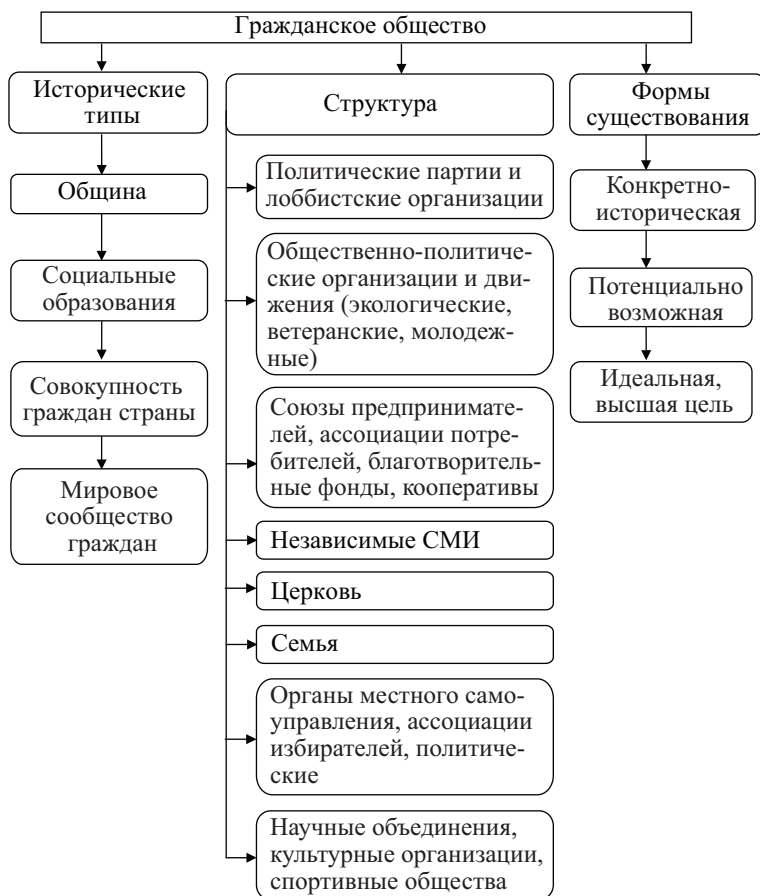 Гражданское общество
Исторические
типы
Община
Социальные
образования
Совокупность
граждан страны
Мировое
сообщество
граждан
Структура
Политические партии и
лоббистские организации
Общественно-политиче-
ские организации и дви-
жения (экологические,
ветеранские, молодеж-
ные)
Союзы предпринимате-
лей, ассоциации потре-
бителей, благотворитель-
ные фонды, кооперативы
Независимые СМИ
Церковь
Семья
Органы местного само-
управления, ассоциации
избирателей, политиче-
ские
Научные объединения,
культурные организации,
спортивные общества
Формы
существования
Конкретно-
историческая
Потенциально
возможная
Идеальная,
высшая цель